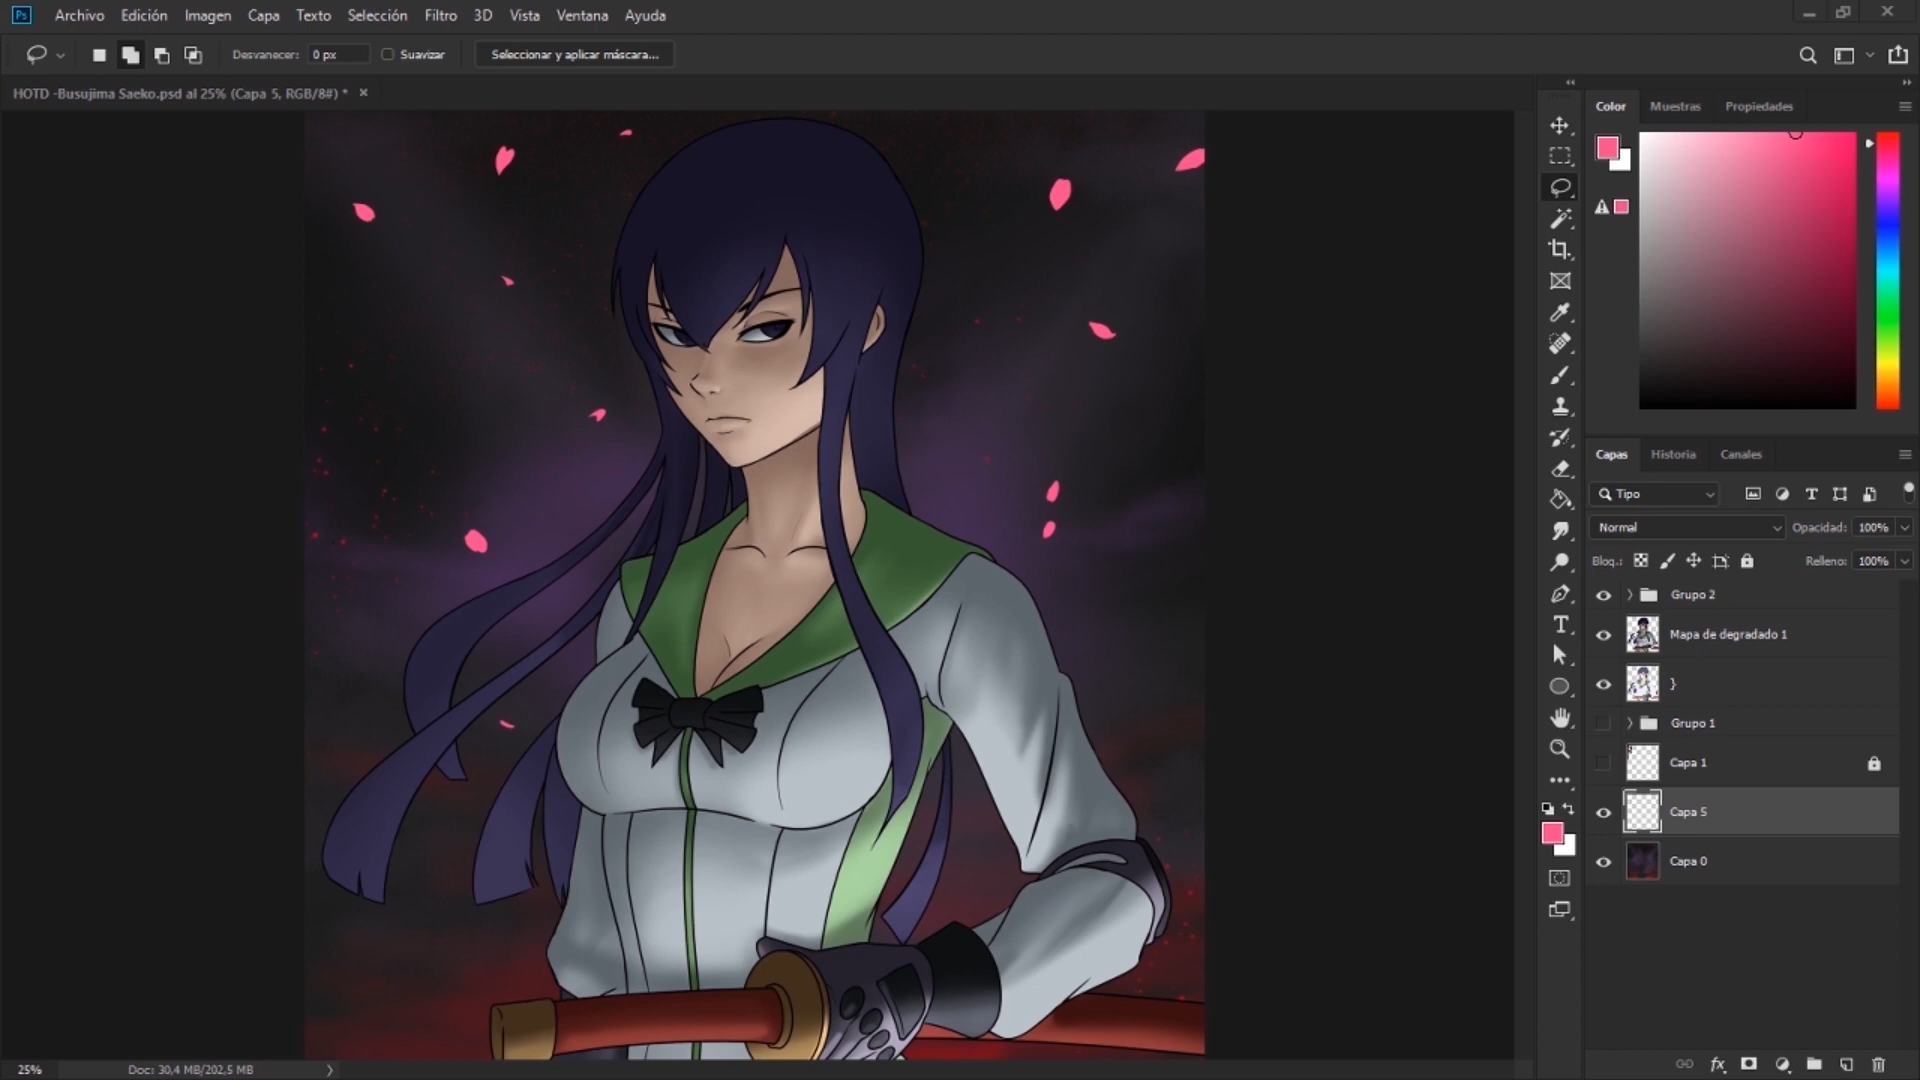 Ps Archivo Edición Imagen Capa Texto Selección Filtro 3D Vista Ventana Ayuda
Desvanecer: 0 px Suavizar Seleccionar y aplicar máscara...
HOTD -Busujima Saeko.psd al 25% (Capa 5, RGB/8#) *
Color Muestras Propiedades
Capas Historia Canales
Tipo
Normal Opacidad: 100%
Bloq.: Relleno: 100%
Grupo 2
Mapa de degradado 1
}
Grupo 1
Capa 1
Capa 5
Capa 0
25% Doc: 30,4 MB/202,5 MB